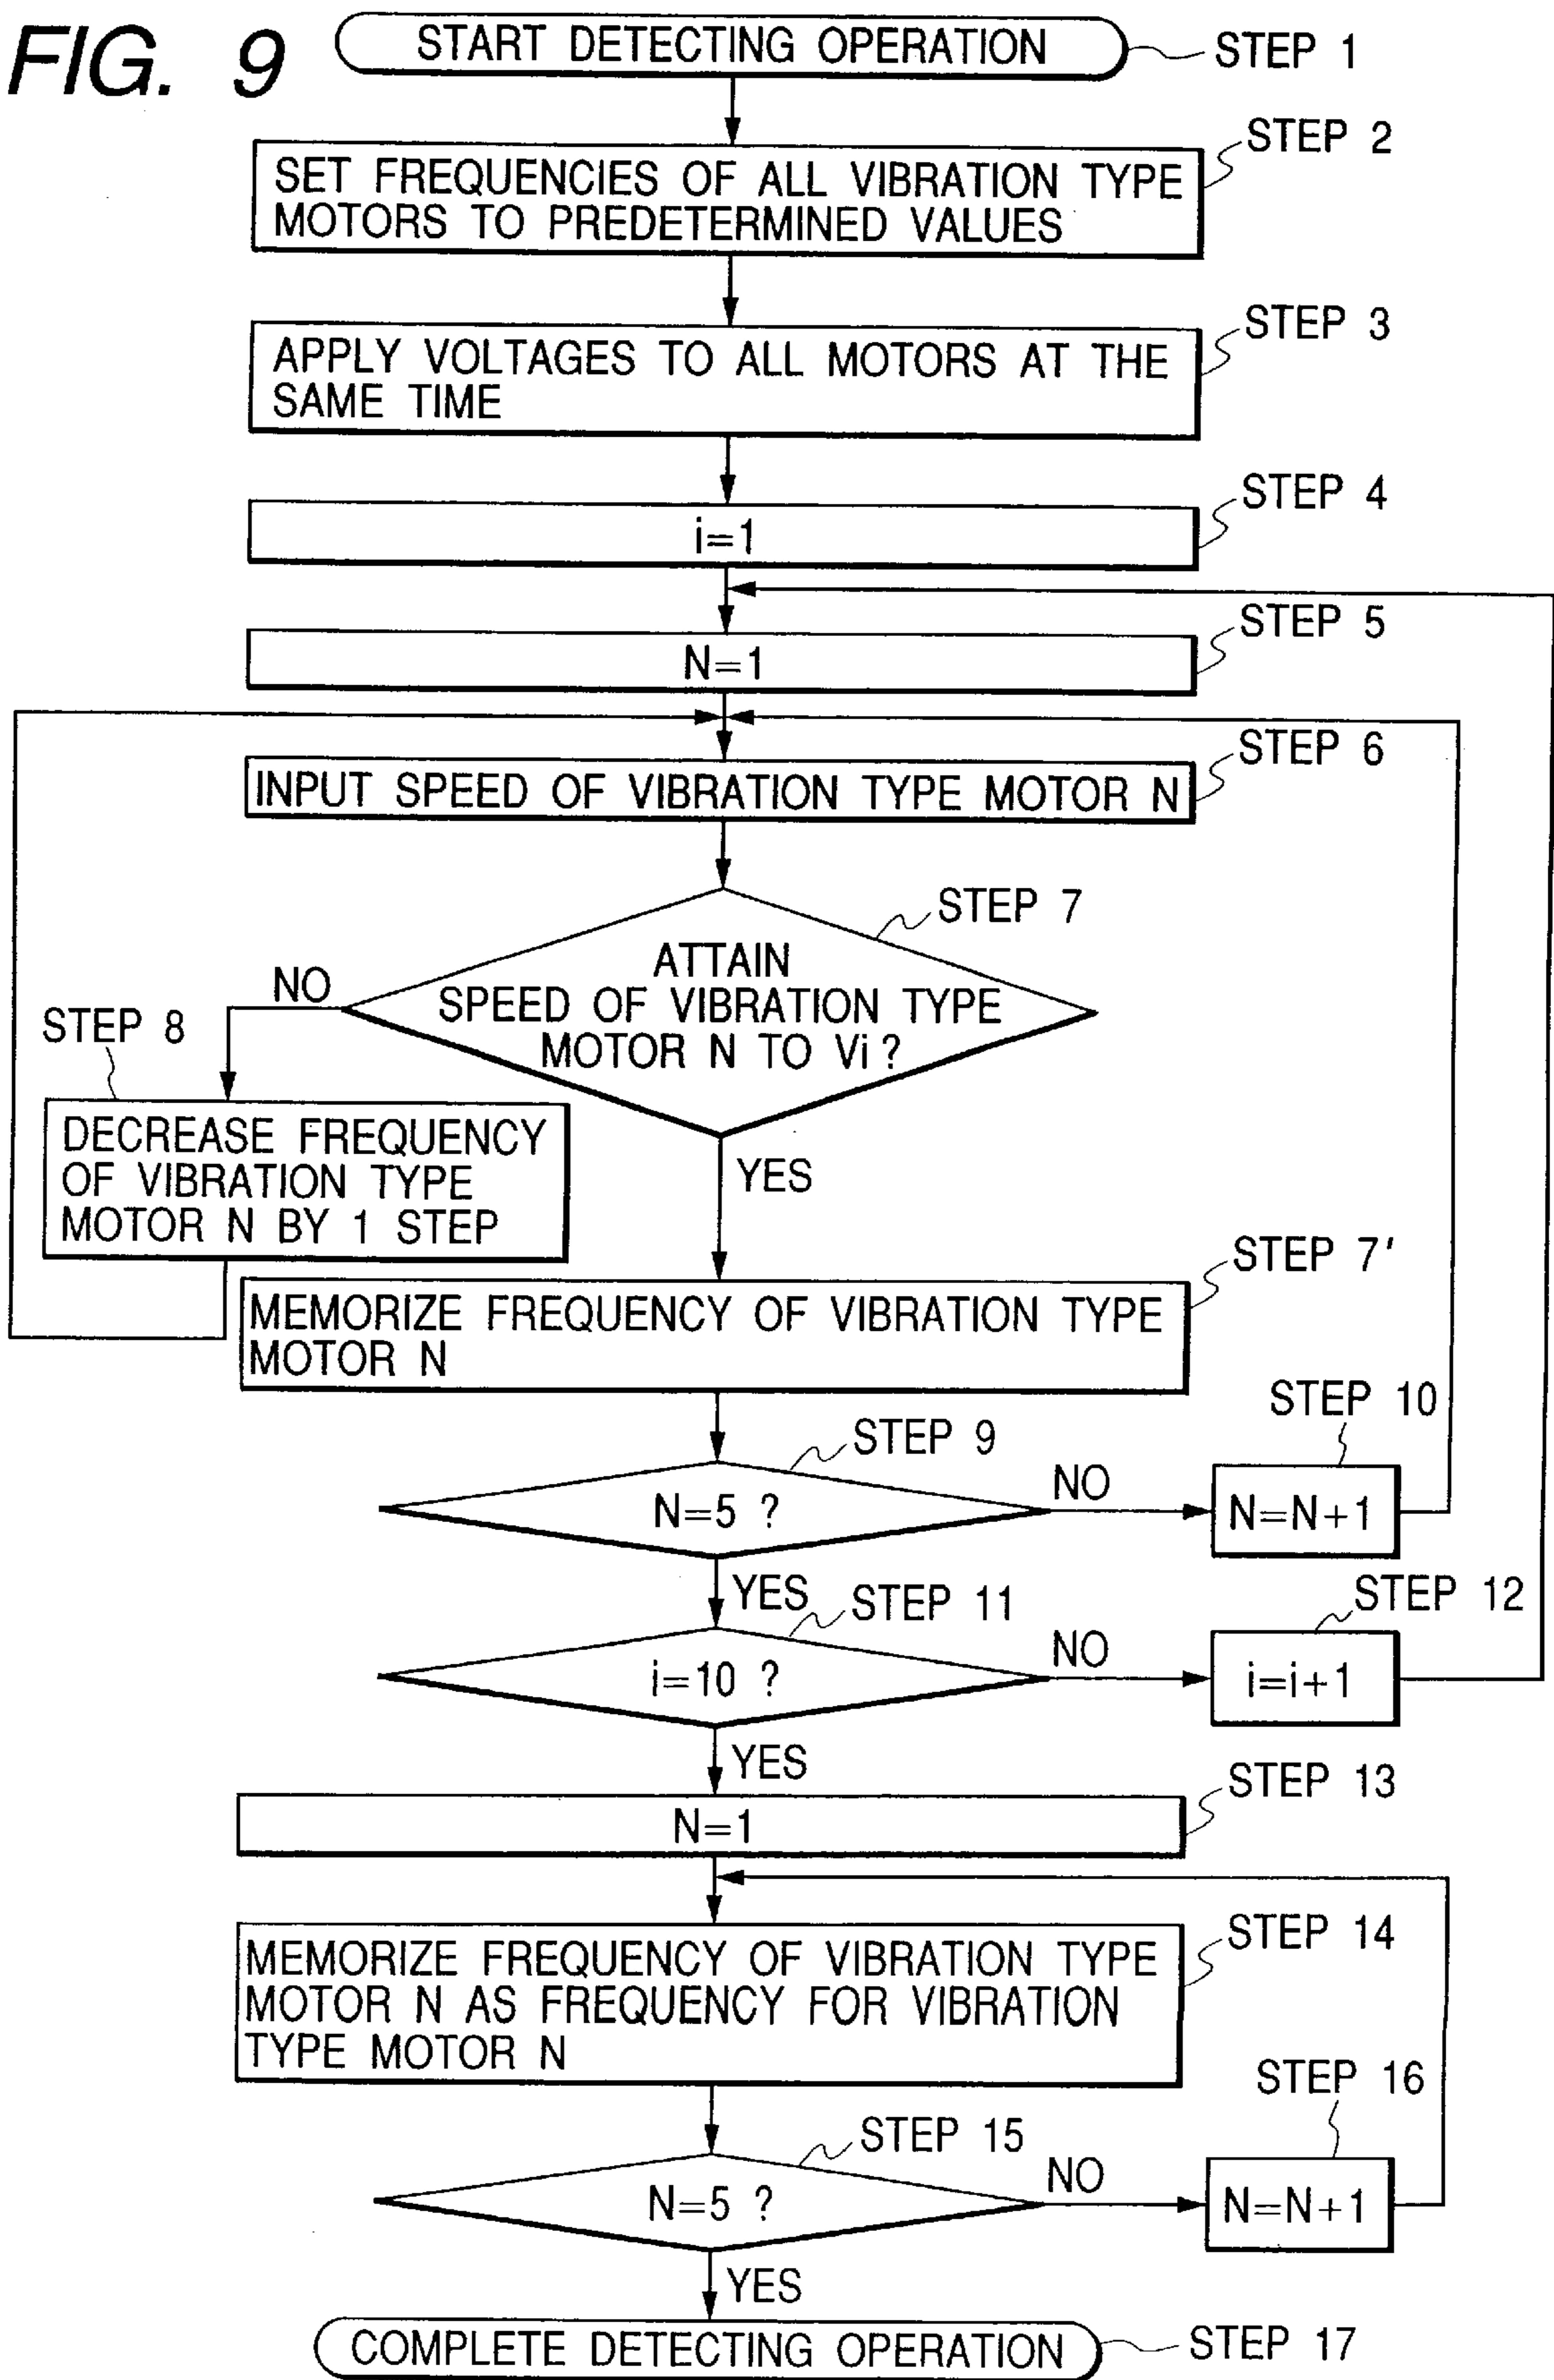 FIG. 9
START DETECTING OPERATION
STEP 1
STEP 2
SET FREQUENCIES OF ALL VIBRATION TYPE
MOTORS TO PREDETERMINED VALUES
STEP 3
APPLY VOLTAGES TO ALL MOTORS AT THE
SAME TIME
STEP 4
i=1
STEP 5
N=1
STEP 6
INPUT SPEED OF VIBRATION TYPE MOTOR N
STEP 7
ATTAIN
SPEED OF VIBRATION TYPE
MOTOR N TO Vi ?
NO
STEP 8
DECREASE FREQUENCY
OF VIBRATION TYPE
MOTOR N BY 1 STEP
YES
STEP 7'
MEMORIZE FREQUENCY OF VIBRATION TYPE
MOTOR N
STEP 9
N=5 ?
NO
STEP 10
N=N+1
YES
STEP 11
i=10 ?
NO
STEP 12
i=i+1
YES
STEP 13
N=1
STEP 14
MEMORIZE FREQUENCY OF VIBRATION TYPE
MOTOR N AS FREQUENCY FOR VIBRATION
TYPE MOTOR N
STEP 15
N=5 ?
NO
STEP 16
N=N+1
YES
COMPLETE DETECTING OPERATION
STEP 17